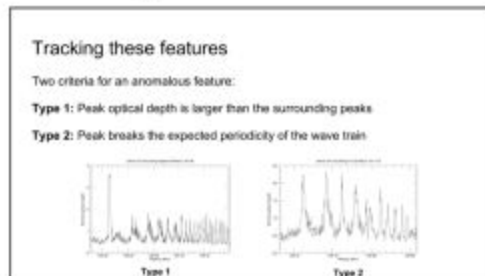 Tracking these features
Two criteria for an anomalous feature:
Type 1: Peak optical depth is larger than the surrounding peaks
Type 2: Peak breaks the expected periodicity of the wave train
Type 1
Type 2